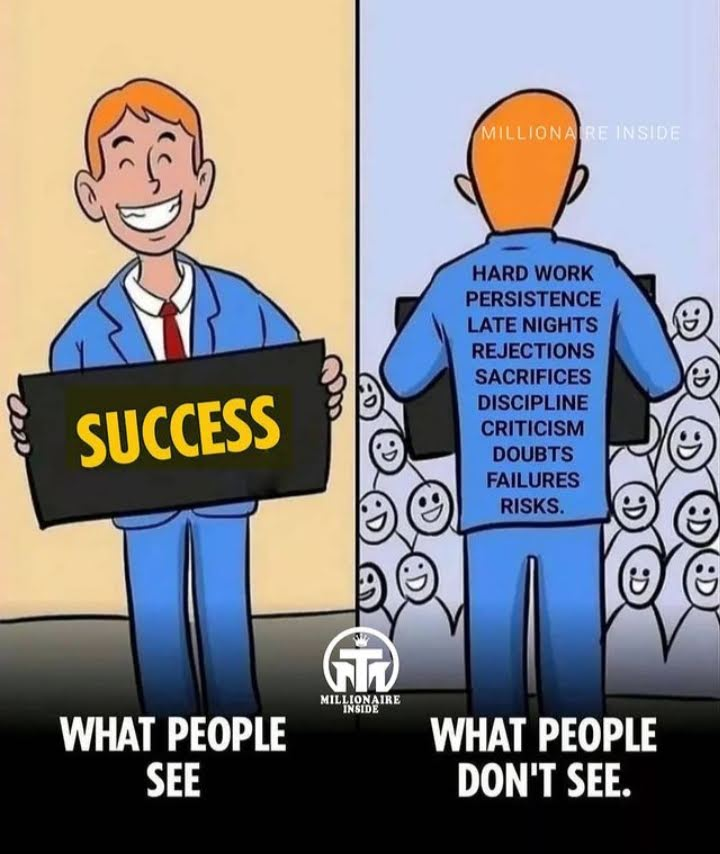 SUCCESS
MILLIONAIRE INSIDE
HARD WORK
PERSISTENCE
LATE NIGHTS
REJECTIONS
SACRIFICES
DISCIPLINE
CRITICISM
DOUBTS
FAILURES
RISKS.
MILLIONAIRE
INSIDE
WHAT PEOPLE
SEE
WHAT PEOPLE
DON'T SEE.